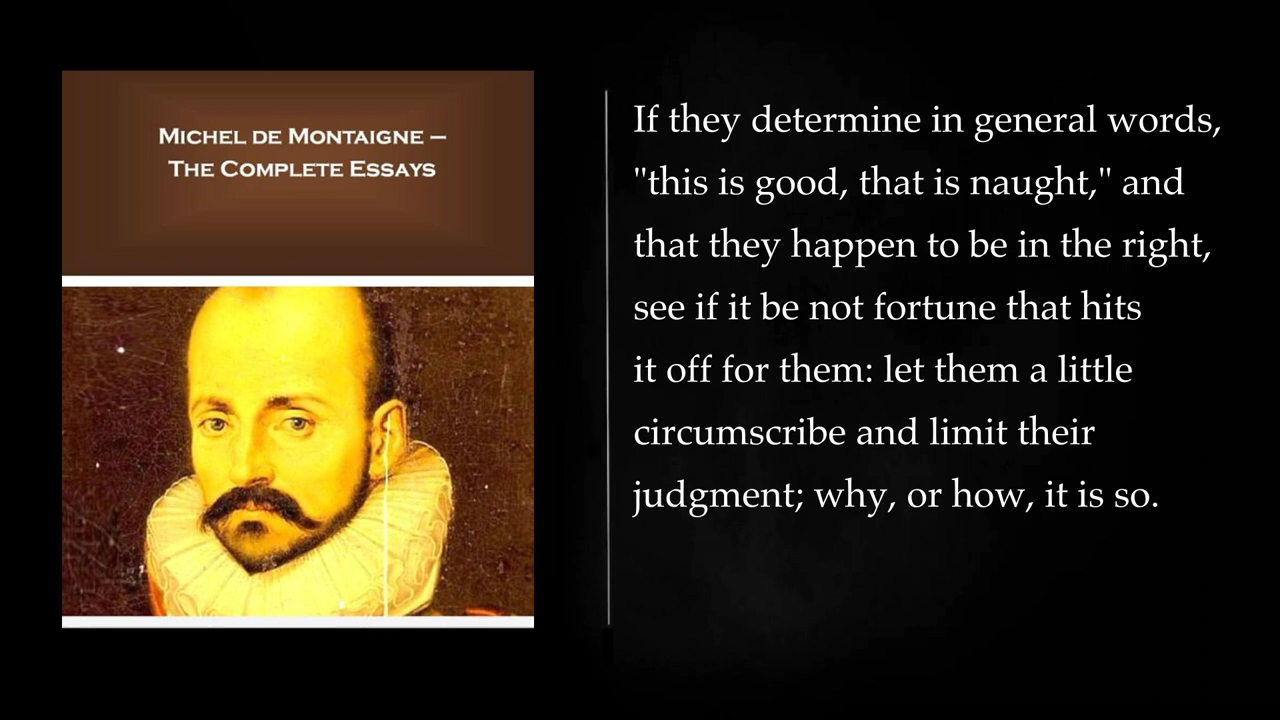 MICHEL DE MONTAIGNE –
THE COMPLETE ESSAYS
If they determine in general words,
"this is good, that is naught," and
that they happen to be in the right,
see if it be not fortune that hits
it off for them: let them a little
circumscribe and limit their
judgment; why, or how, it is so.